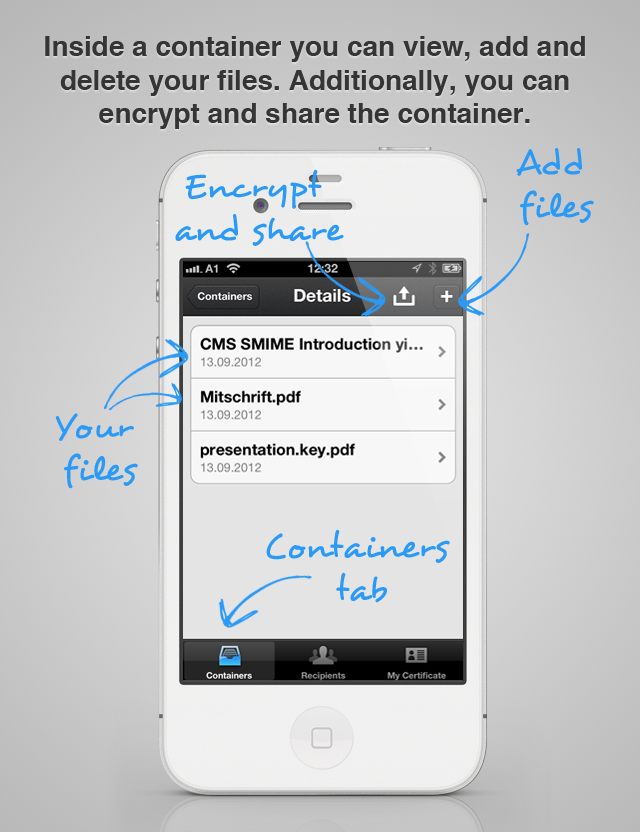 Inside a container you can view, add and
delete your files. Additionally, you can
encrypt and share the container.
Add
files
Encrypt
and share
A1 12:32
Containers Details +
CMS SMIME Introduction yi...
13.09.2012
Mitschrift.pdf
13.09.2012
presentation.key.pdf
13.09.2012
Your
files
Containers
tab
Containers Recipients My Certificate